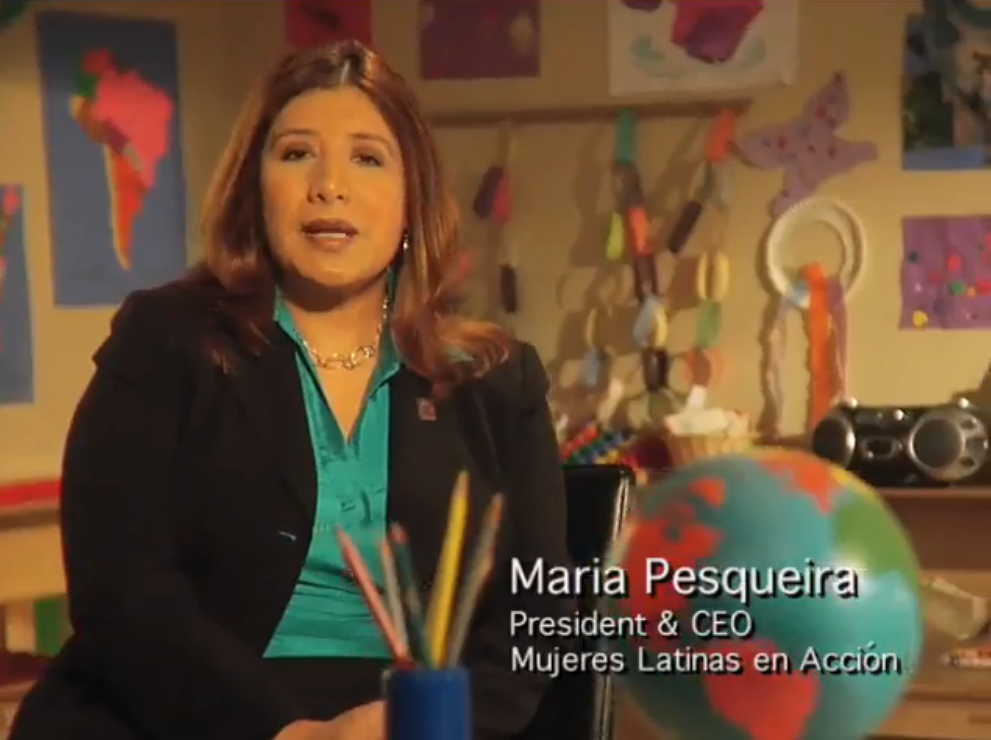 Maria Pesqueira
President & CEO
Mujeres Latinas en Acción